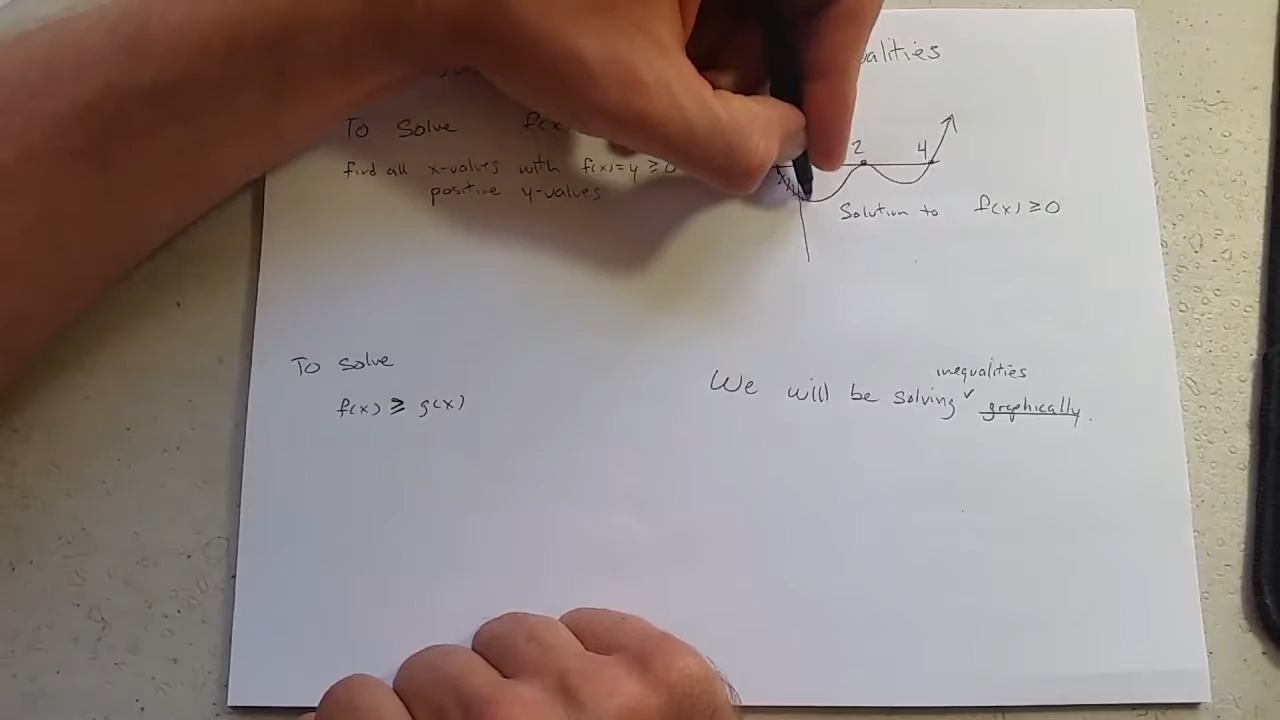 ualities
To Solve f(x
find all x-values with f(x)=y ≥0
positive y-values
2
4
Solution to f(x) ≥0
To solve
f(x) ≥ g(x)
inequalities
We will be solving ✓ graphically.